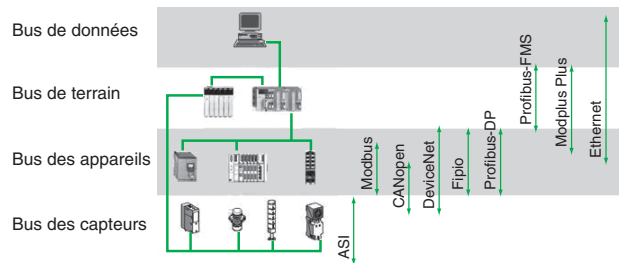 Bus de données
Bus de terrain
Bus des appareils
Bus des capteurs
ASI
Modbus
CANopen
DeviceNet
Fipio
Profibus-DP
Profibus-FMS
Modplus Plus
Ethernet